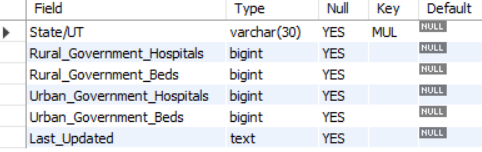 Field Type Null Key Default
State/UT varchar(30) YES MUL NULL
Rural_Government_Hospitals bigint YES NULL
Rural_Government_Beds bigint YES NULL
Urban_Government_Hospitals bigint YES NULL
Urban_Government_Beds bigint YES NULL
Last_Updated text YES NULL